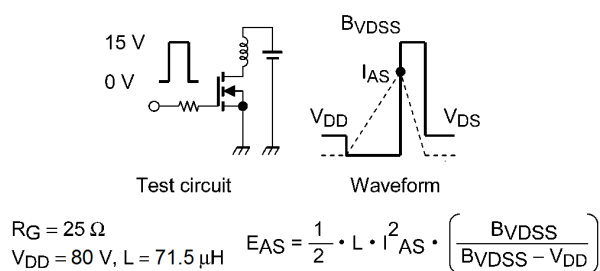 15 V
0 V
BVDSS
IAS
VDD
VDS
Test circuit
Waveform
RG = 25 Ω
VDD = 80 V, L = 71.5 μH
EAS = 1/2 • L • I²AS • (BVDSS / (BVDSS − VDD))